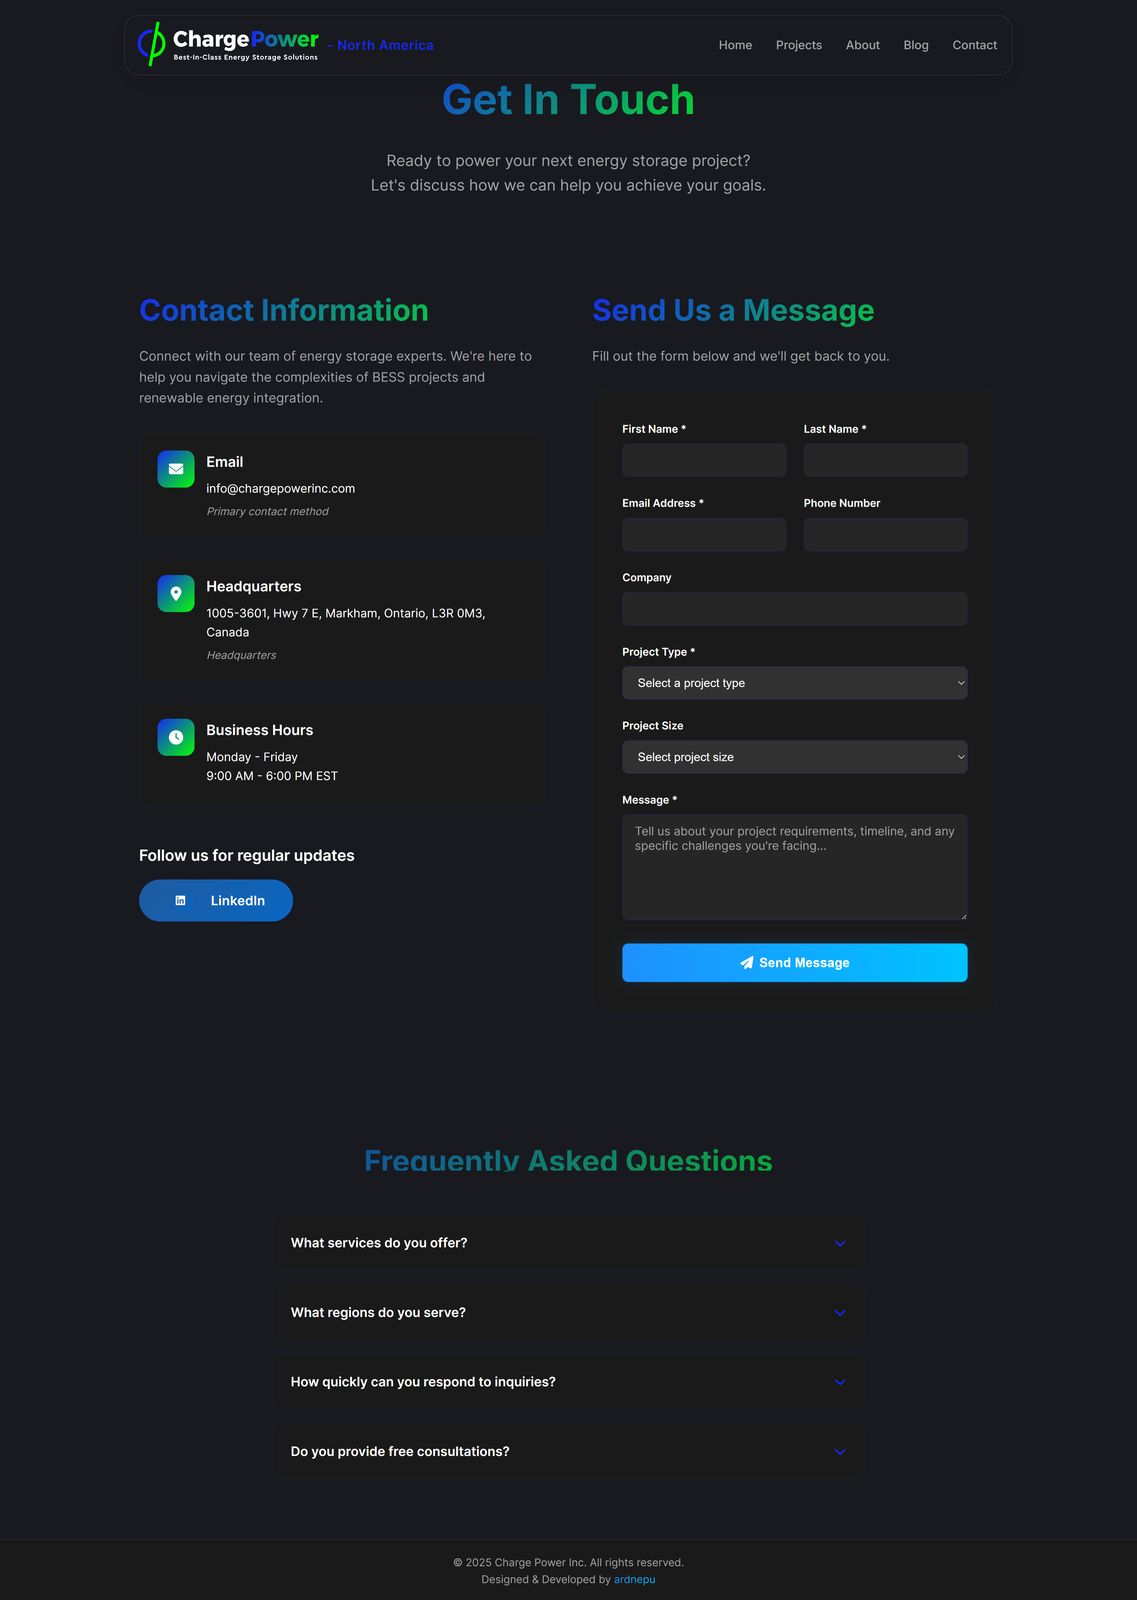 ChargePower
Best-In-Class Energy Storage Solutions
- North America
Home
Projects
About
Blog
Contact
Get In Touch
Ready to power your next energy storage project?
Let's discuss how we can help you achieve your goals.
Contact Information
Connect with our team of energy storage experts. We're here to
help you navigate the complexities of BESS projects and
renewable energy integration.
Email
info@chargepowerinc.com
Primary contact method
Headquarters
1005-3601, Hwy 7 E, Markham, Ontario, L3R 0M3,
Canada
Headquarters
Business Hours
Monday - Friday
9:00 AM - 6:00 PM EST
Follow us for regular updates
LinkedIn
Send Us a Message
Fill out the form below and we'll get back to you.
First Name *
Last Name *
Email Address *
Phone Number
Company
Project Type *
Select a project type
Project Size
Select project size
Message *
Tell us about your project requirements, timeline, and any
specific challenges you're facing...
Send Message
Frequently Asked Questions
What services do you offer?
What regions do you serve?
How quickly can you respond to inquiries?
Do you provide free consultations?
© 2025 Charge Power Inc. All rights reserved.
Designed & Developed by ardnepu